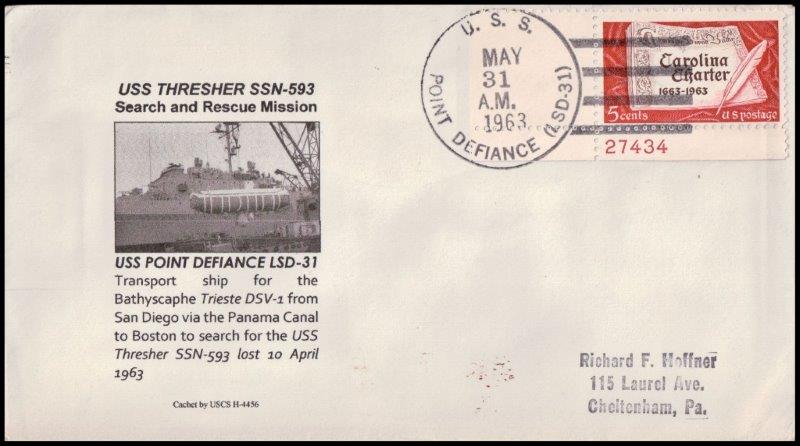 USS THRESHER SSN-593
Search and Rescue Mission
USS POINT DEFIANCE LSD-31
Transport ship for the
Bathyscaphe Trieste DSV-1 from
San Diego via the Panama Canal
to Boston to search for the USS
Thresher SSN-593 lost 10 April
1963
Cachet by USCS H-4456
U. S. S.
MAY
31
A.M.
1963
POINT DEFIANCE (LSD-31)
Carolina
Charter
1663-1963
5 cents
US postage
27434
Richard F. Hoffner
115 Laurel Ave.
Cheltenham, Pa.